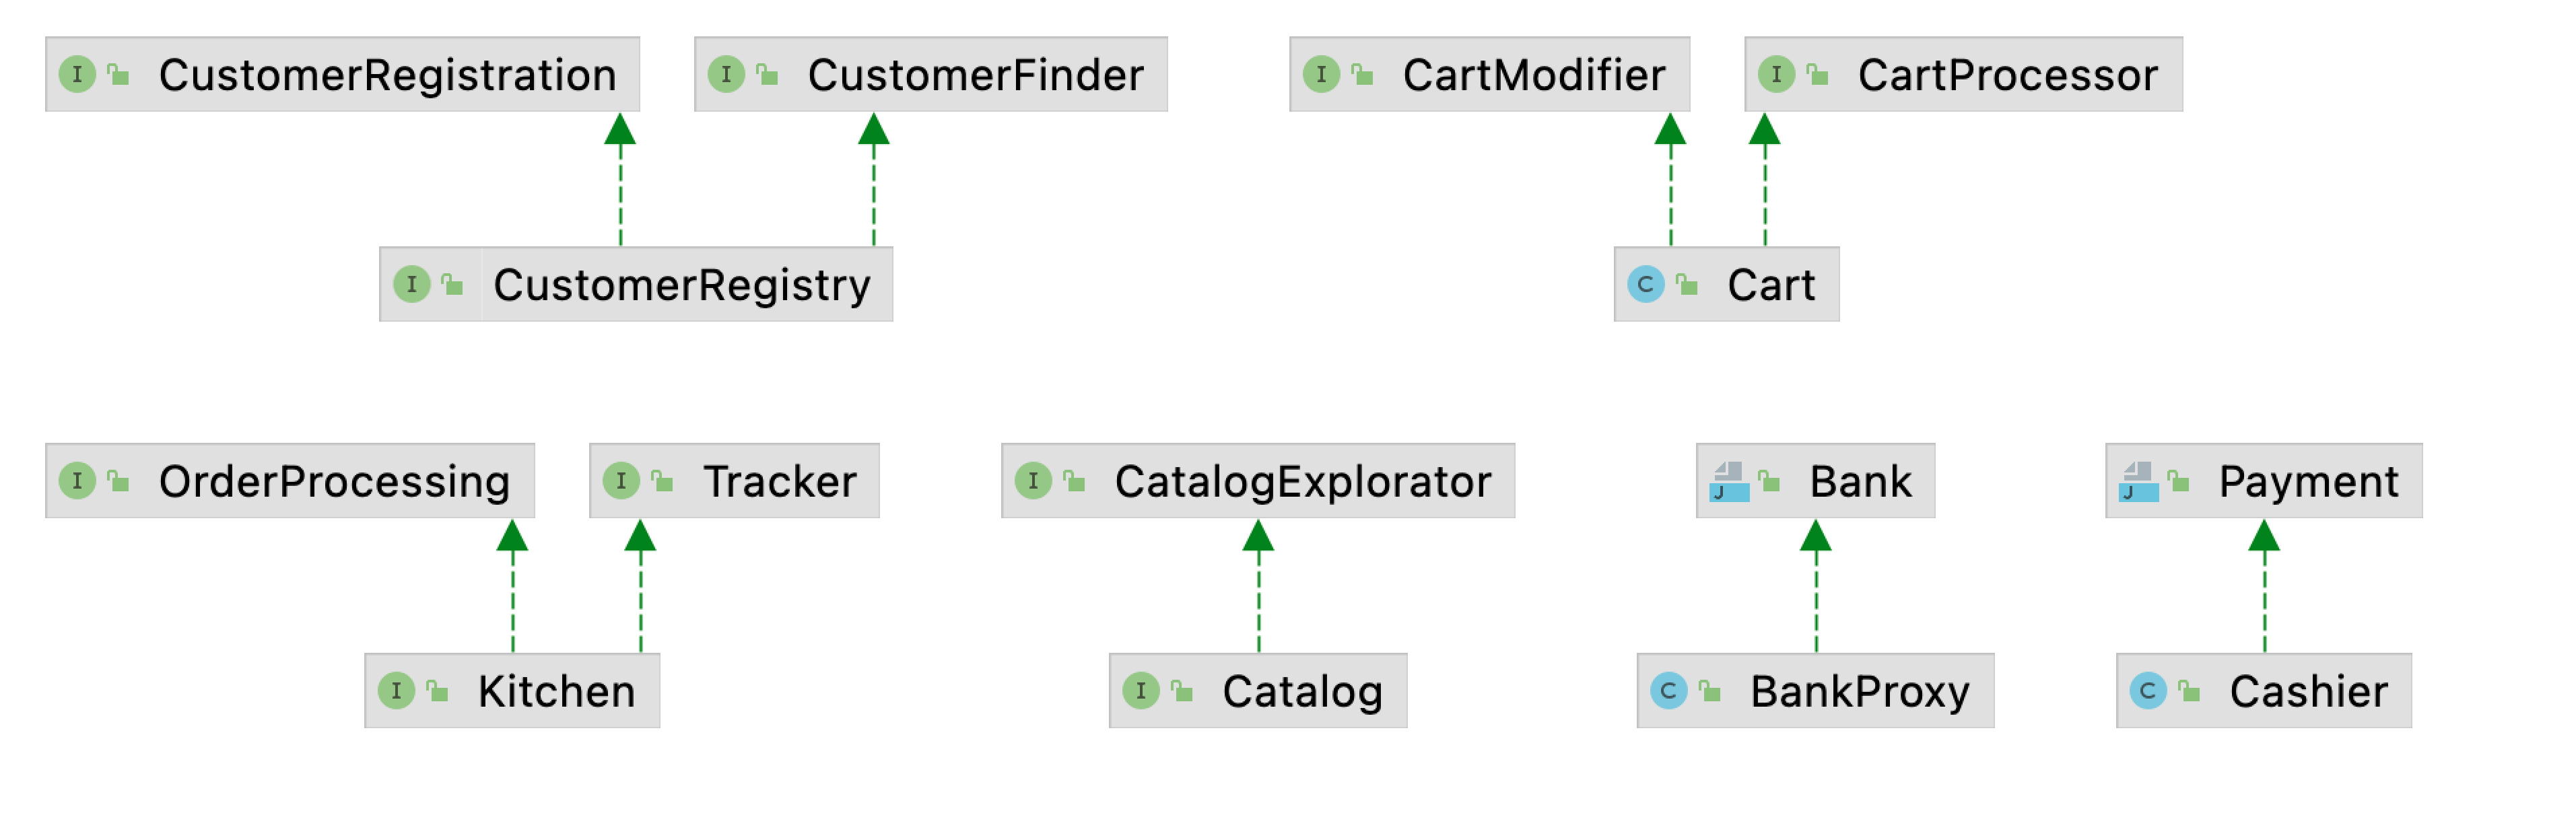 I CustomerRegistration
I CustomerFinder
I CartModifier
I CartProcessor
I CustomerRegistry
C Cart
I OrderProcessing
I Tracker
I CatalogExplorator
J Bank
J Payment
I Kitchen
I Catalog
C BankProxy
C Cashier